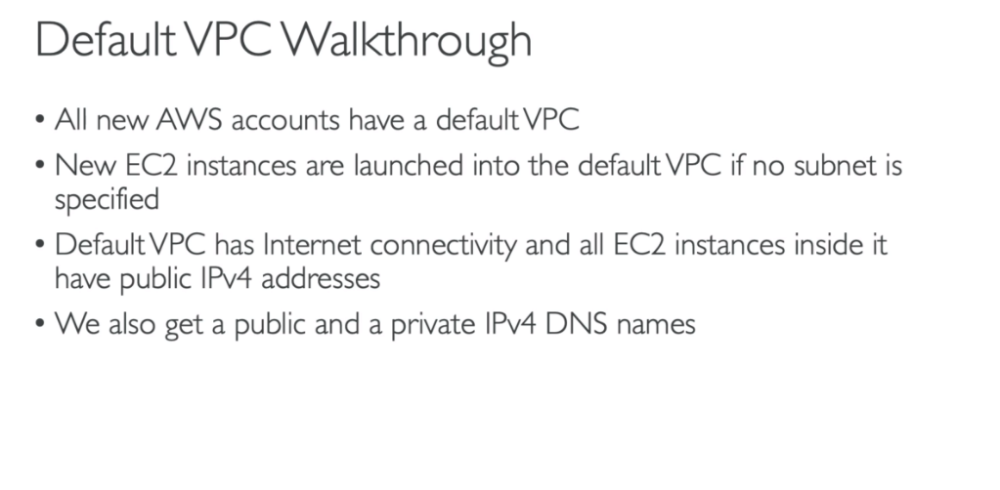 Default VPC Walkthrough
• All new AWS accounts have a default VPC
• New EC2 instances are launched into the default VPC if no subnet is
specified
• Default VPC has Internet connectivity and all EC2 instances inside it
have public IPv4 addresses
• We also get a public and a private IPv4 DNS names